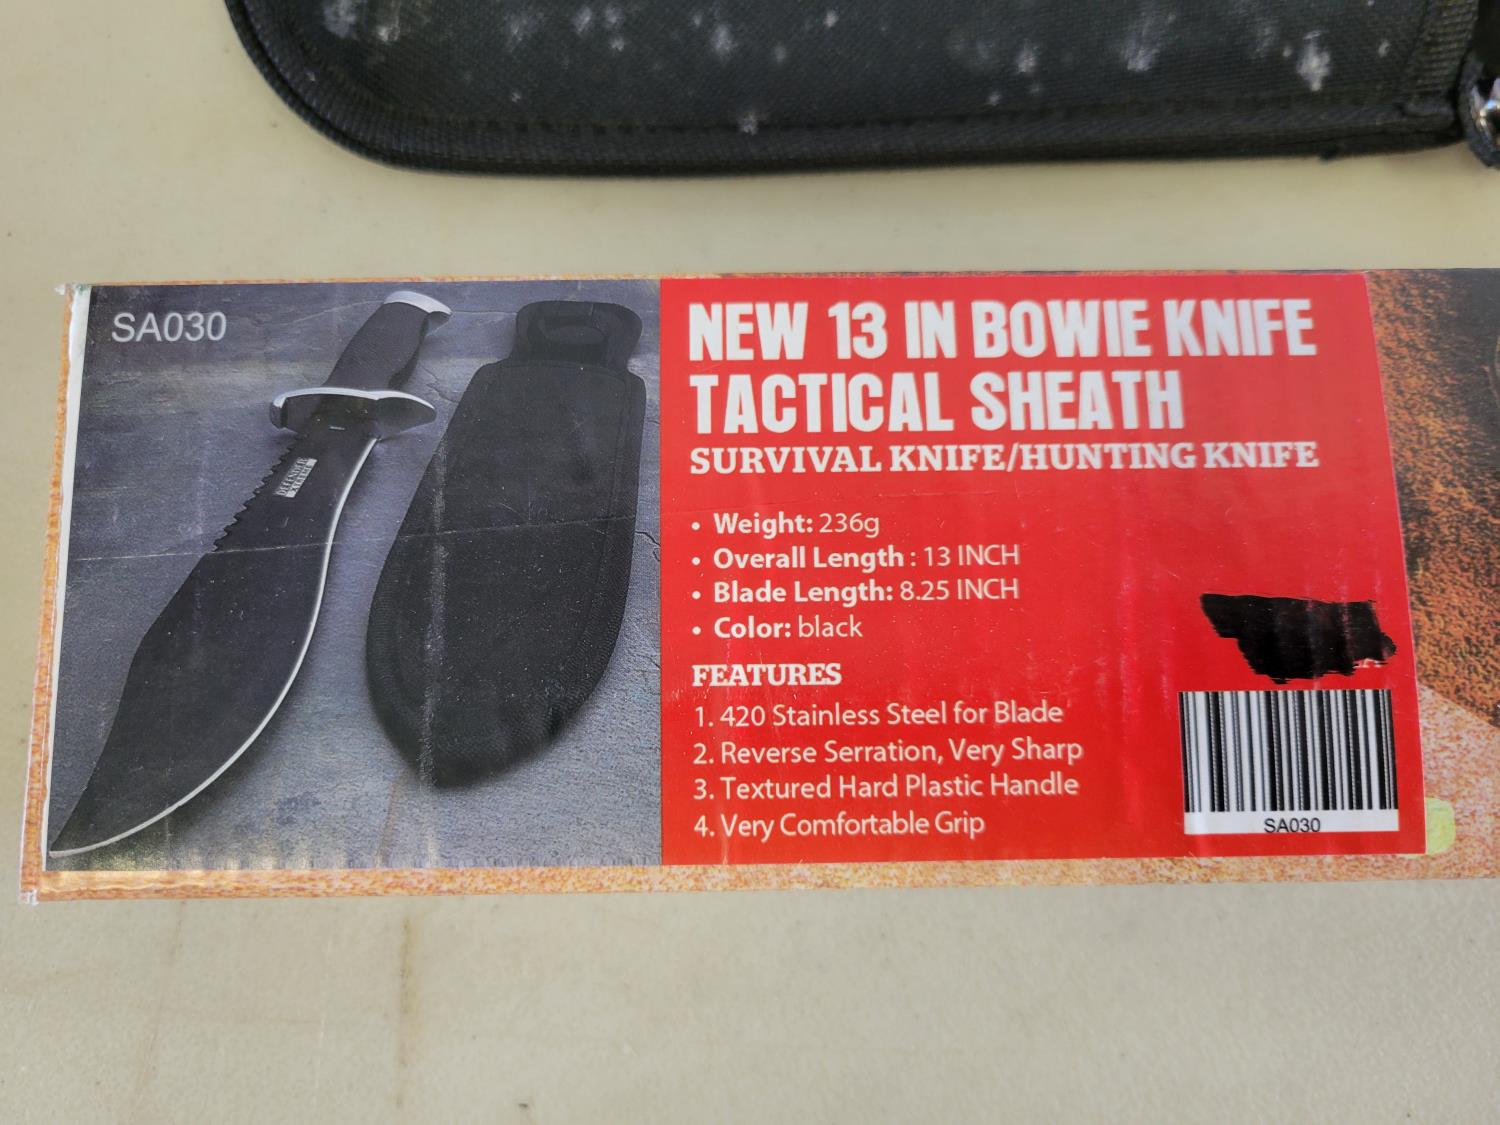 SA030
DEFENDER
XTREME
NEW 13 IN BOWIE KNIFE
TACTICAL SHEATH
SURVIVAL KNIFE/HUNTING KNIFE
• Weight: 236g
• Overall Length : 13 INCH
• Blade Length: 8.25 INCH
• Color: black
FEATURES
1. 420 Stainless Steel for Blade
2. Reverse Serration, Very Sharp
3. Textured Hard Plastic Handle
4. Very Comfortable Grip
SA030